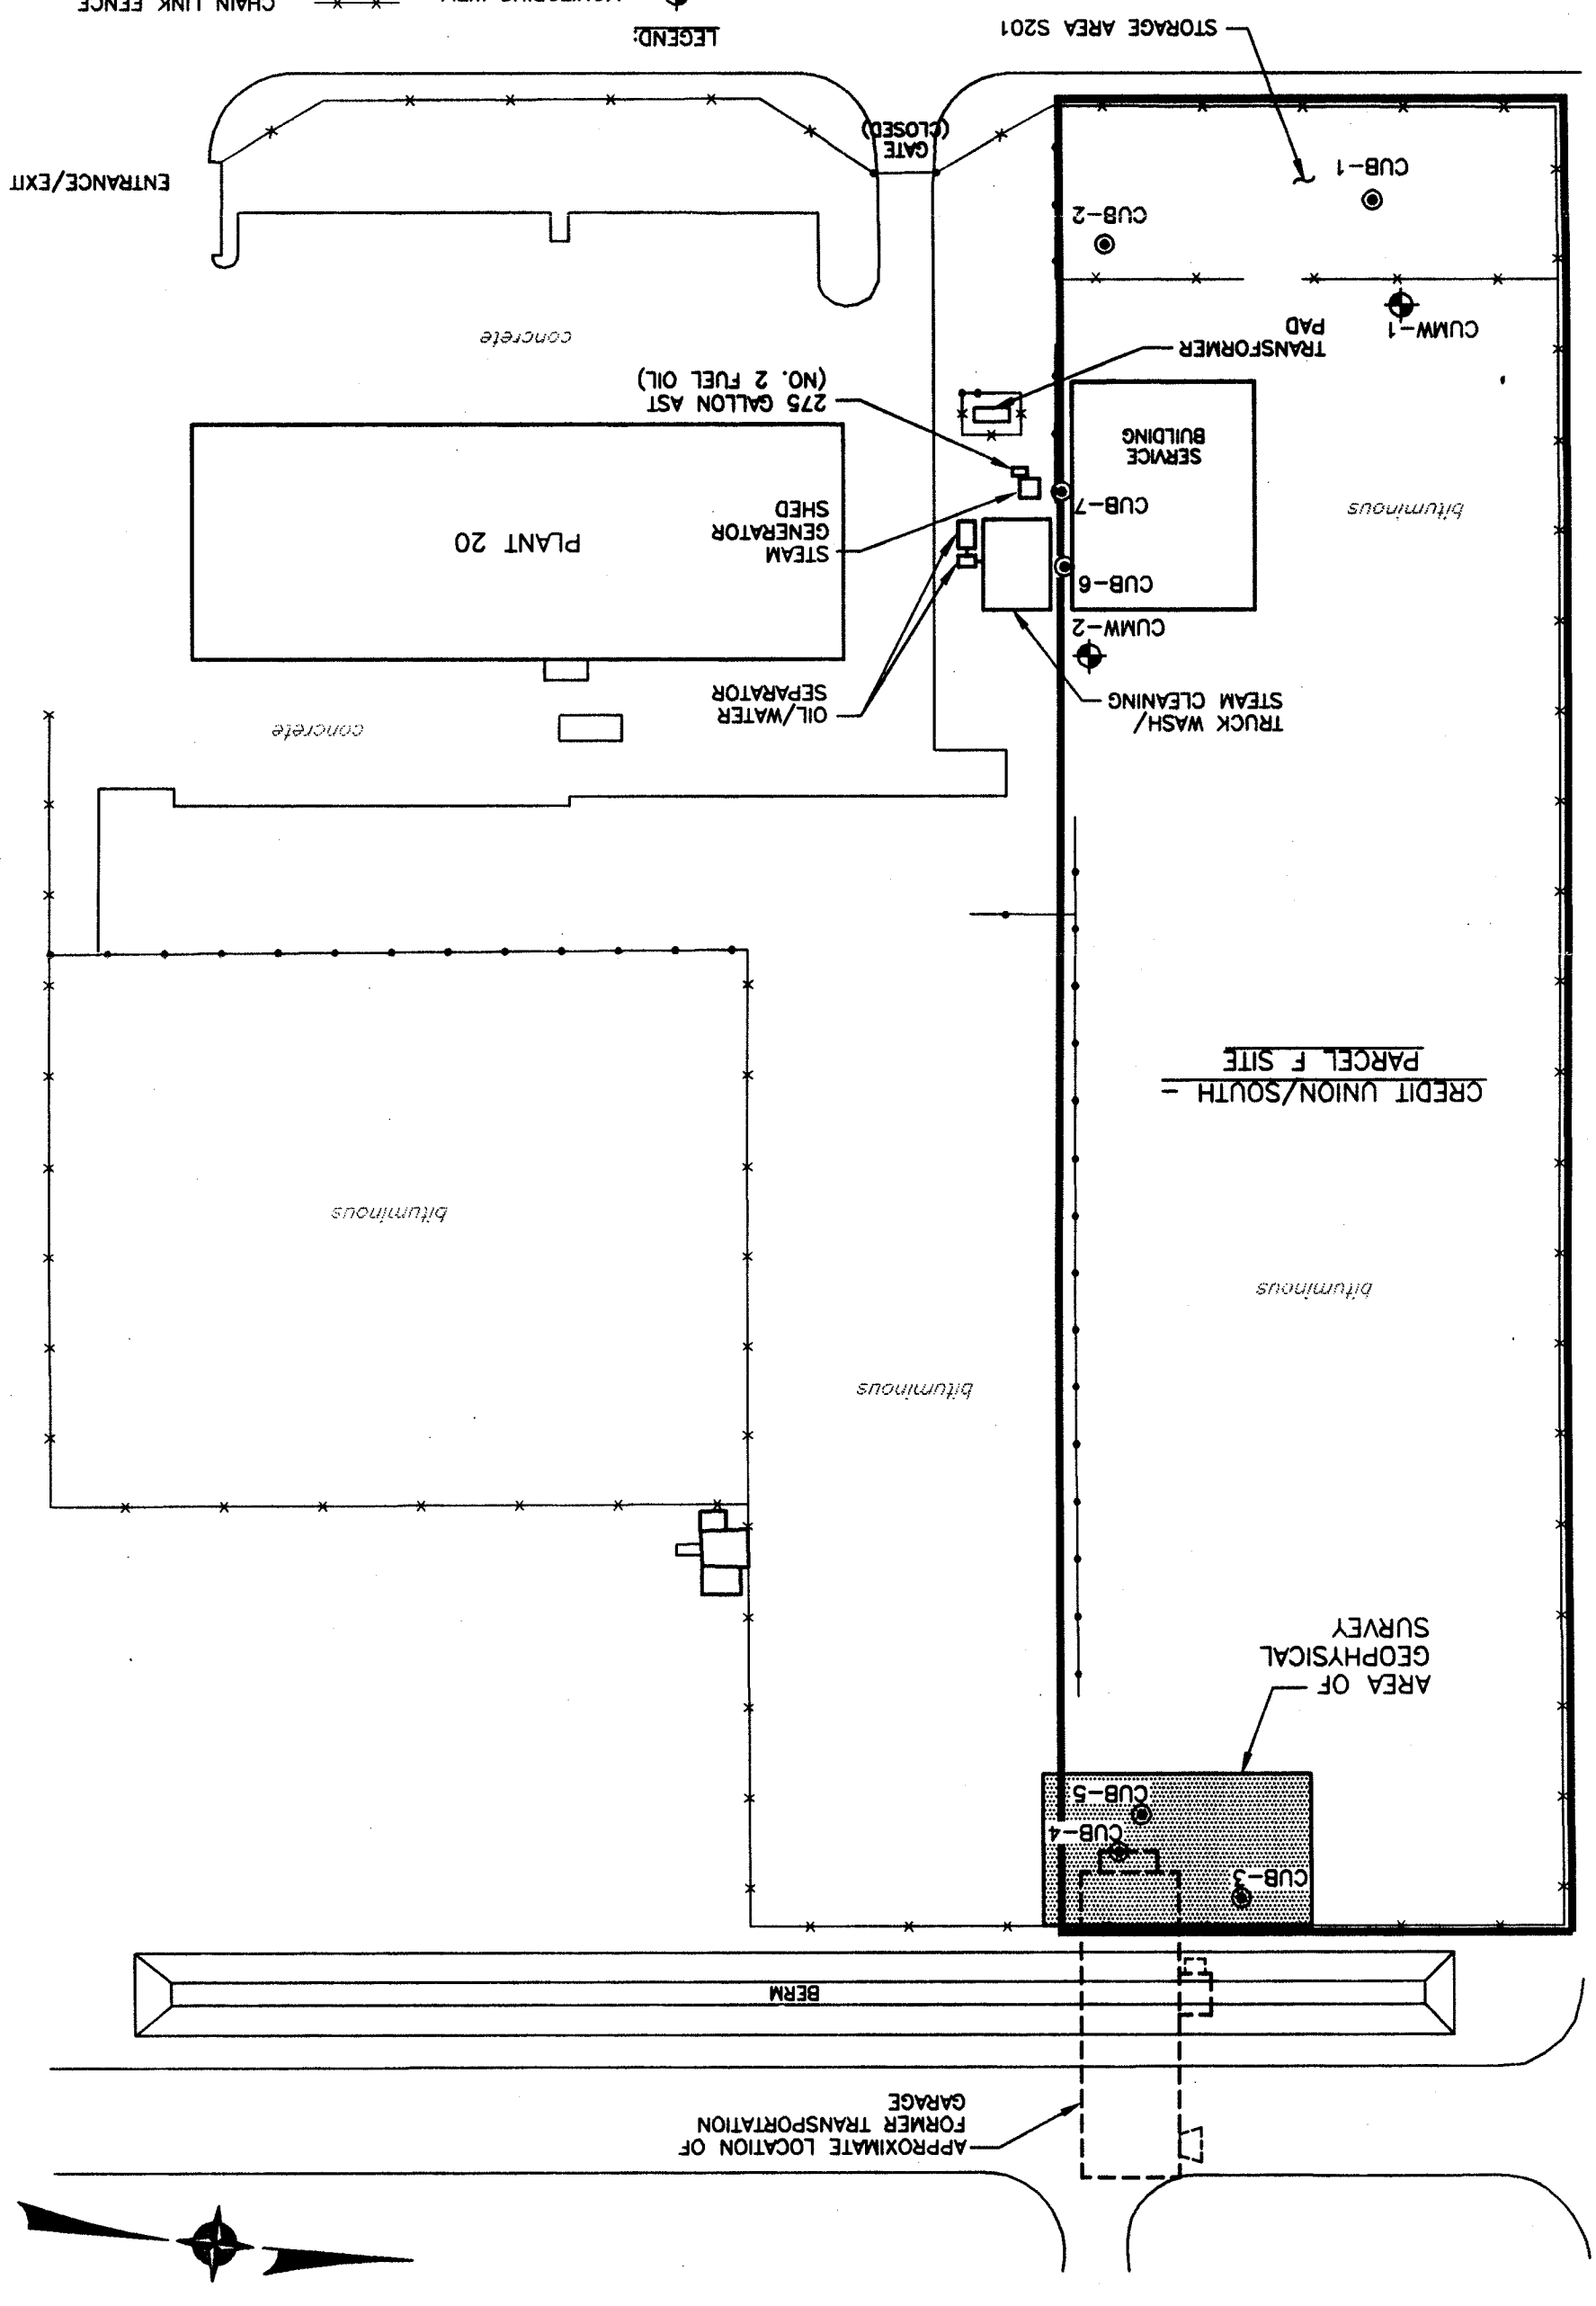 APPROXIMATE LOCATION OF
FORMER TRANSPORTATION
GARAGE
BERM
CUB-3
CUB-4
CUB-5
AREA OF
GEOPHYSICAL
SURVEY
bituminous
bituminous
bituminous
CREDIT UNION/SOUTH -
PARCEL F SITE
TRUCK WASH/
STEAM CLEANING
OIL/WATER
SEPARATOR
concrete
CUMW-2
CUB-6
CUB-7
SERVICE
BUILDING
bituminous
STEAM
GENERATOR
SHED
PLANT 20
275 GALLON AST
(NO. 2 FUEL OIL)
TRANSFORMER
PAD
CUMW-1
concrete
CUB-2
CUB-1
ENTRANCE/EXIT
GATE
(CLOSED)
STORAGE AREA S201
LEGEND:
CHAIN LINK FENCE